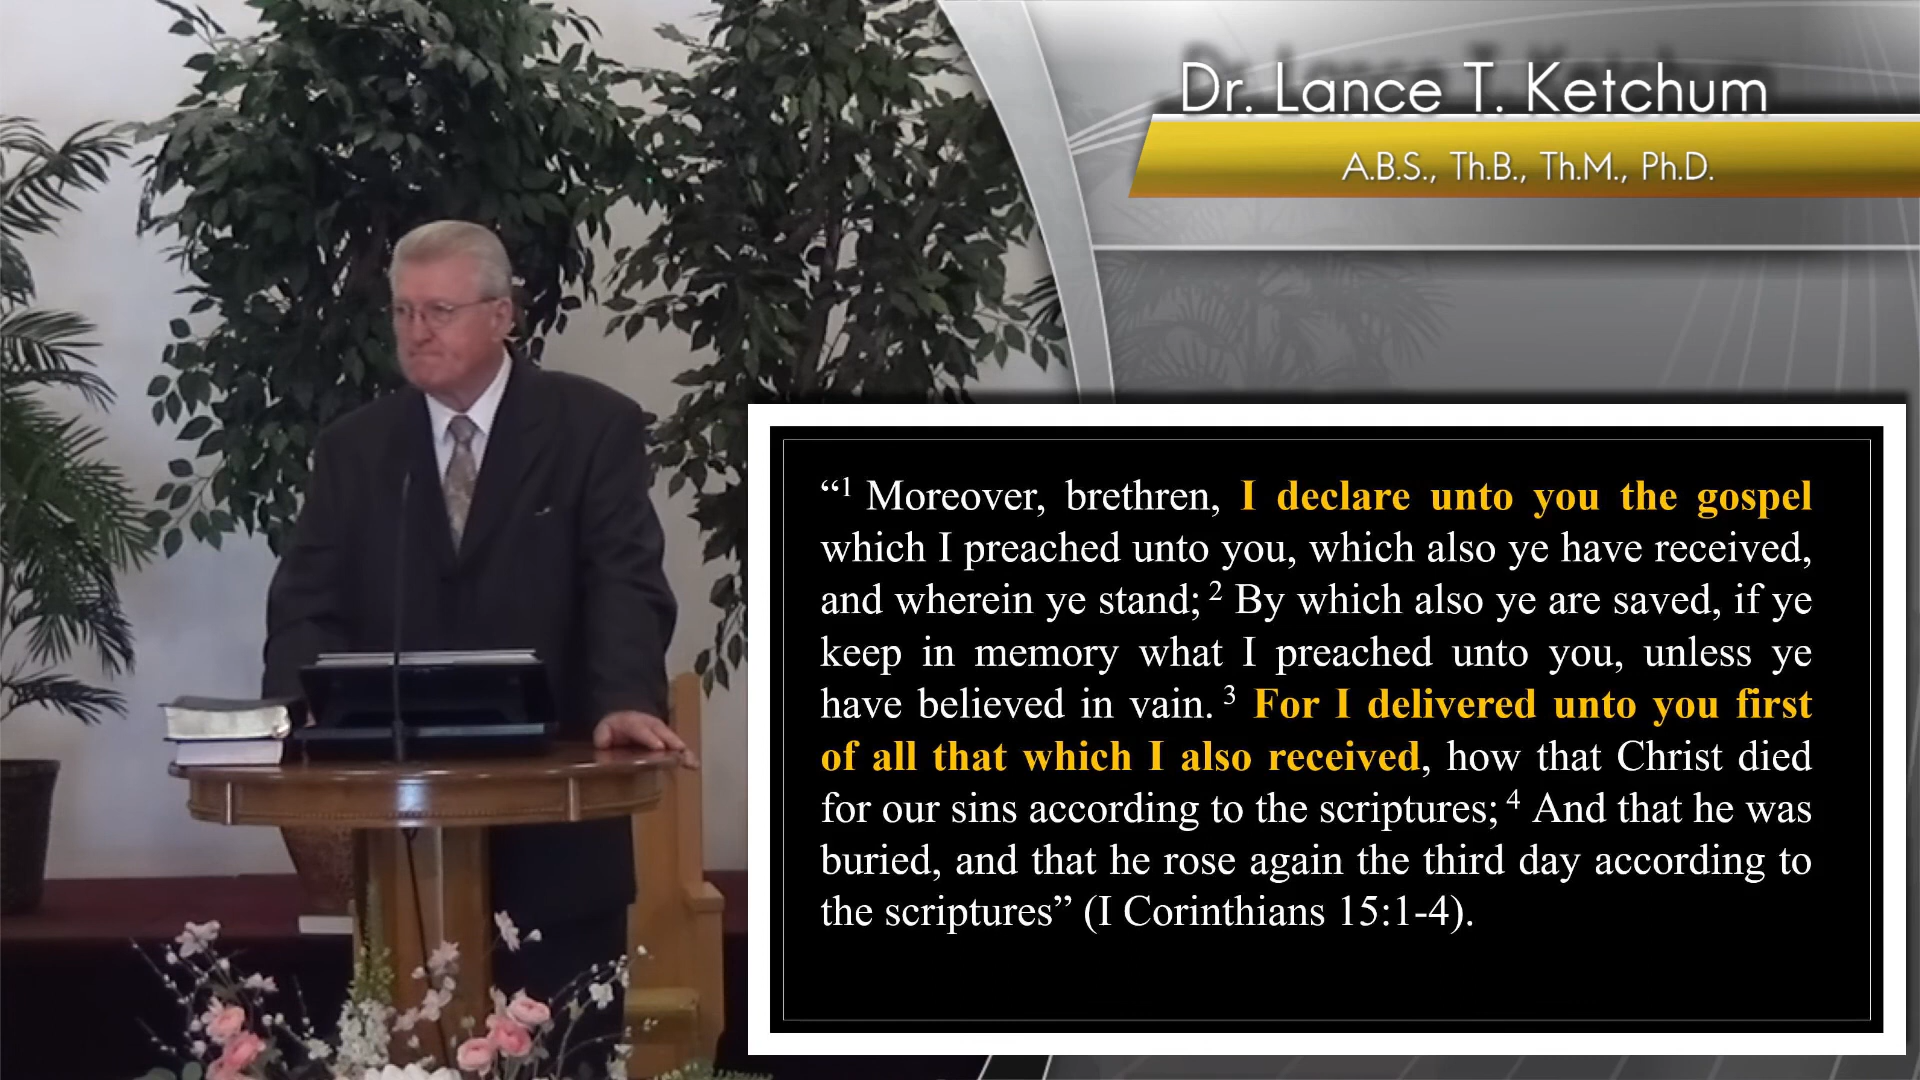 Dr. Lance T. Ketchum
A.B.S., Th.B., Th.M., Ph.D.
“1 Moreover, brethren, I declare unto you the gospel
which I preached unto you, which also ye have received,
and wherein ye stand; 2 By which also ye are saved, if ye
keep in memory what I preached unto you, unless ye
have believed in vain. 3 For I delivered unto you first
of all that which I also received, how that Christ died
for our sins according to the scriptures; 4 And that he was
buried, and that he rose again the third day according to
the scriptures” (I Corinthians 15:1-4).